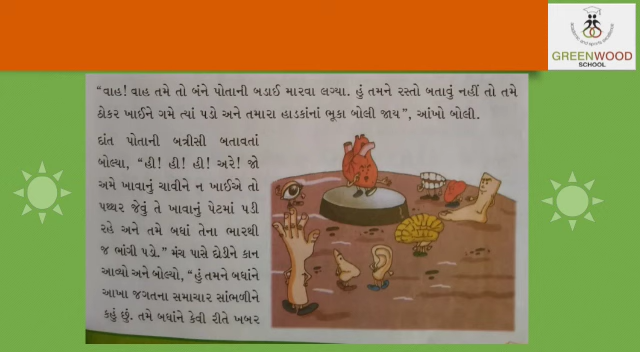 GREENWOOD
SCHOOL
“વાહ! વાહ તમે તો બંને પોતાની બડાઈ મારવા લાગ્યા. હું તમને રસ્તો બતાવું નહીં તો તમે
ઠોકર ખાઈને ગમે ત્યાં પડો અને તમારા હાડકાંનાં ભૂકા બોલી જાય”, આંખો બોલી.
દાંત પોતાની બત્રીસી બતાવતાં
બોલ્યા, “હી! હી! હી! અરે! જો
અમે ખાવાનું ચાવીને ન ખાઈએ તો
પથ્થર જેવું તે ખાવાનું પેટમાં પડી
રહે અને તમે બધાં તેના ભારથી
જ ભાંગી પડો.” મંચ પાસે દોડીને કાન
આવ્યો અને બોલ્યો, “હું તમને બધાંને
આખા જગતના સમાચાર સાંભળીને
કહું છું. તમે બધાંને કેવી રીતે ખબર